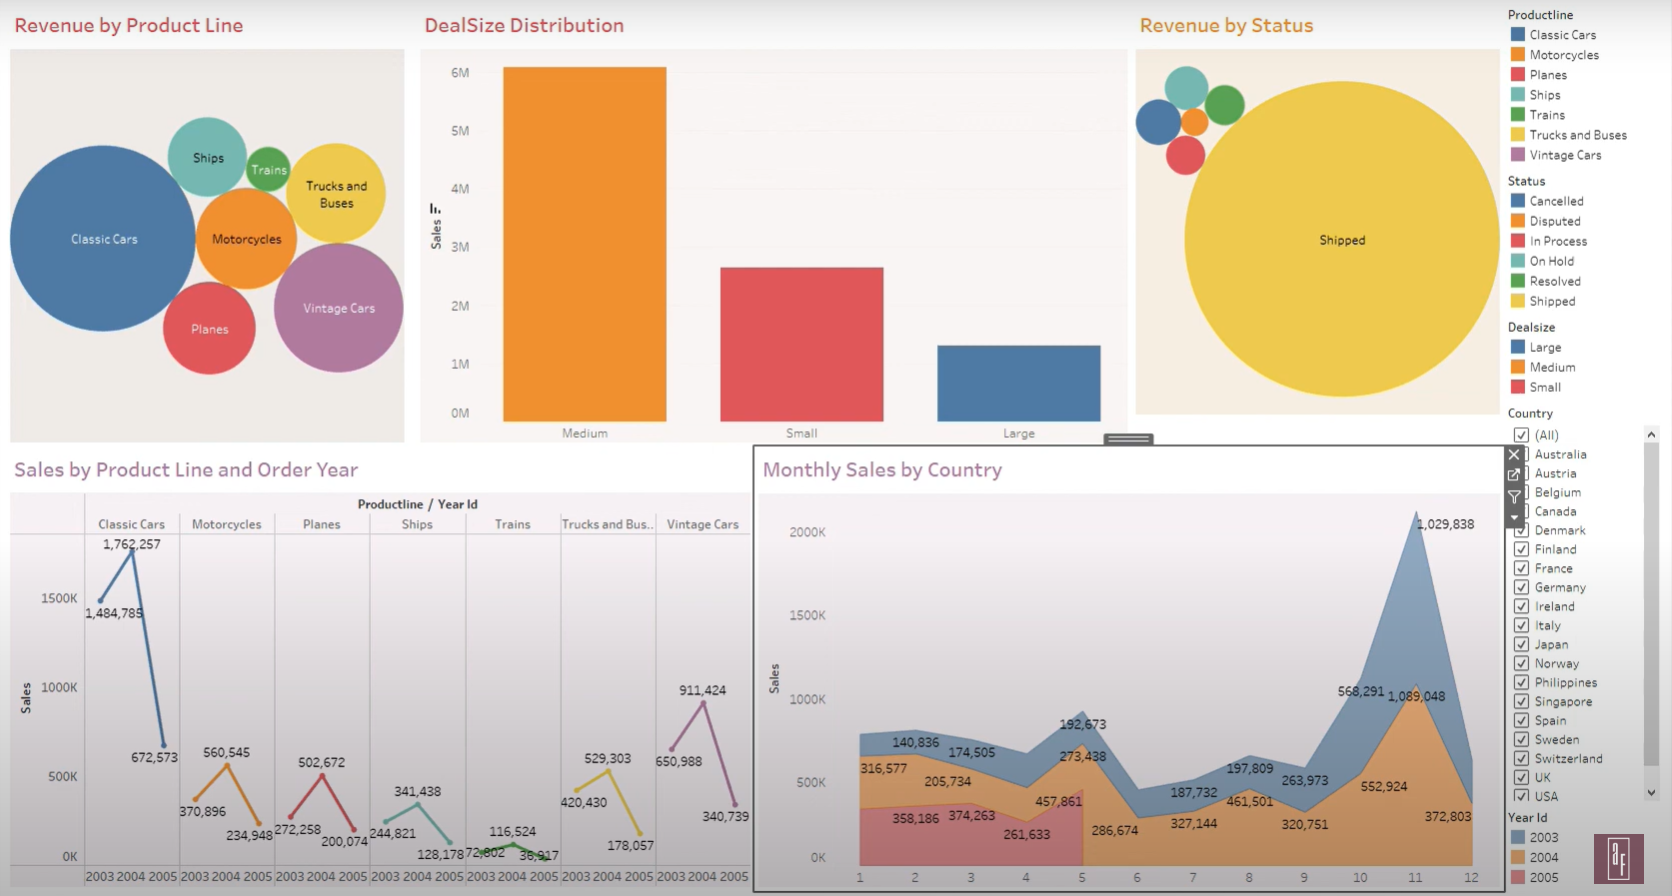 Revenue by Product Line
Classic Cars
Ships
Trains
Trucks and
Buses
Motorcycles
Vintage Cars
Planes
DealSize Distribution
6M
5M
4M
3M
2M
1M
0M
Sales
Medium
Small
Large
Revenue by Status
Shipped
Sales by Product Line and Order Year
Productline / Year Id
Classic Cars
Motorcycles
Planes
Ships
Trains
Trucks and Bus..
Vintage Cars
1500K
1000K
500K
0K
Sales
1,762,257
1,484,785
672,573
560,545
370,896
234,948
502,672
272,258
200,074
341,438
244,821
128,178
116,524
72,802
36,917
529,303
420,430
178,057
911,424
650,988
340,739
2003 2004 2005
2003 2004 2005
2003 2004 2005
2003 2004 2005
2003 2004 2005
2003 2004 2005
2003 2004 2005
Monthly Sales by Country
2000K
1500K
1000K
500K
0K
Sales
1,029,838
568,291
1,089,048
192,673
140,836
174,505
273,438
316,577
205,734
197,809
263,973
187,732
552,924
457,861
461,501
358,186
374,263
372,803
261,633
286,674
327,144
320,751
1 2 3 4 5 6 7 8 9 10 11 12
Productline
Classic Cars
Motorcycles
Planes
Ships
Trains
Trucks and Buses
Vintage Cars
Status
Cancelled
Disputed
In Process
On Hold
Resolved
Shipped
Dealsize
Large
Medium
Small
Country
(All)
Australia
Austria
Belgium
Canada
Denmark
Finland
France
Germany
Ireland
Italy
Japan
Norway
Philippines
Singapore
Spain
Sweden
Switzerland
UK
USA
Year Id
2003
2004
2005
af